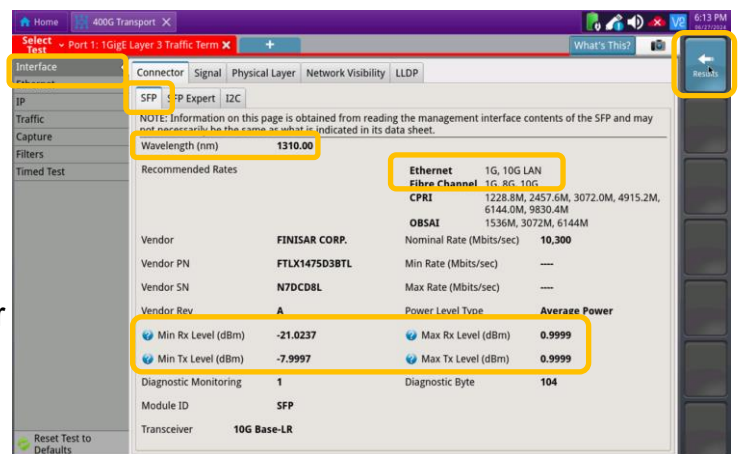 Home 400G Transport 6:13 PM
06/27/2024
Select Test Port 1: 1GigE Layer 3 Traffic Term + What's This?
Results
Interface
Ethernet
IP
Traffic
Capture
Filters
Timed Test
Connector Signal Physical Layer Network Visibility LLDP
SFP SFP Expert I2C
NOTE: Information on this page is obtained from reading the management interface contents of the SFP and may
not necessarily be the same as what is indicated in its data sheet.
Wavelength (nm) 1310.00
Recommended Rates Ethernet 1G, 10G LAN
Fibre Channel 1G, 8G, 10G
CPRI 1228.8M, 2457.6M, 3072.0M, 4915.2M,
6144.0M, 9830.4M
OBSAI 1536M, 3072M, 6144M
Vendor FINISAR CORP. Nominal Rate (Mbits/sec) 10,300
Vendor PN FTLX1475D3BTL Min Rate (Mbits/sec) ----
Vendor SN N7DCD8L Max Rate (Mbits/sec) ----
Vendor Rev A Power Level Type Average Power
Min Rx Level (dBm) -21.0237 Max Rx Level (dBm) 0.9999
Min Tx Level (dBm) -7.9997 Max Tx Level (dBm) 0.9999
Diagnostic Monitoring 1 Diagnostic Byte 104
Module ID SFP
Transceiver 10G Base-LR
Reset Test to
Defaults